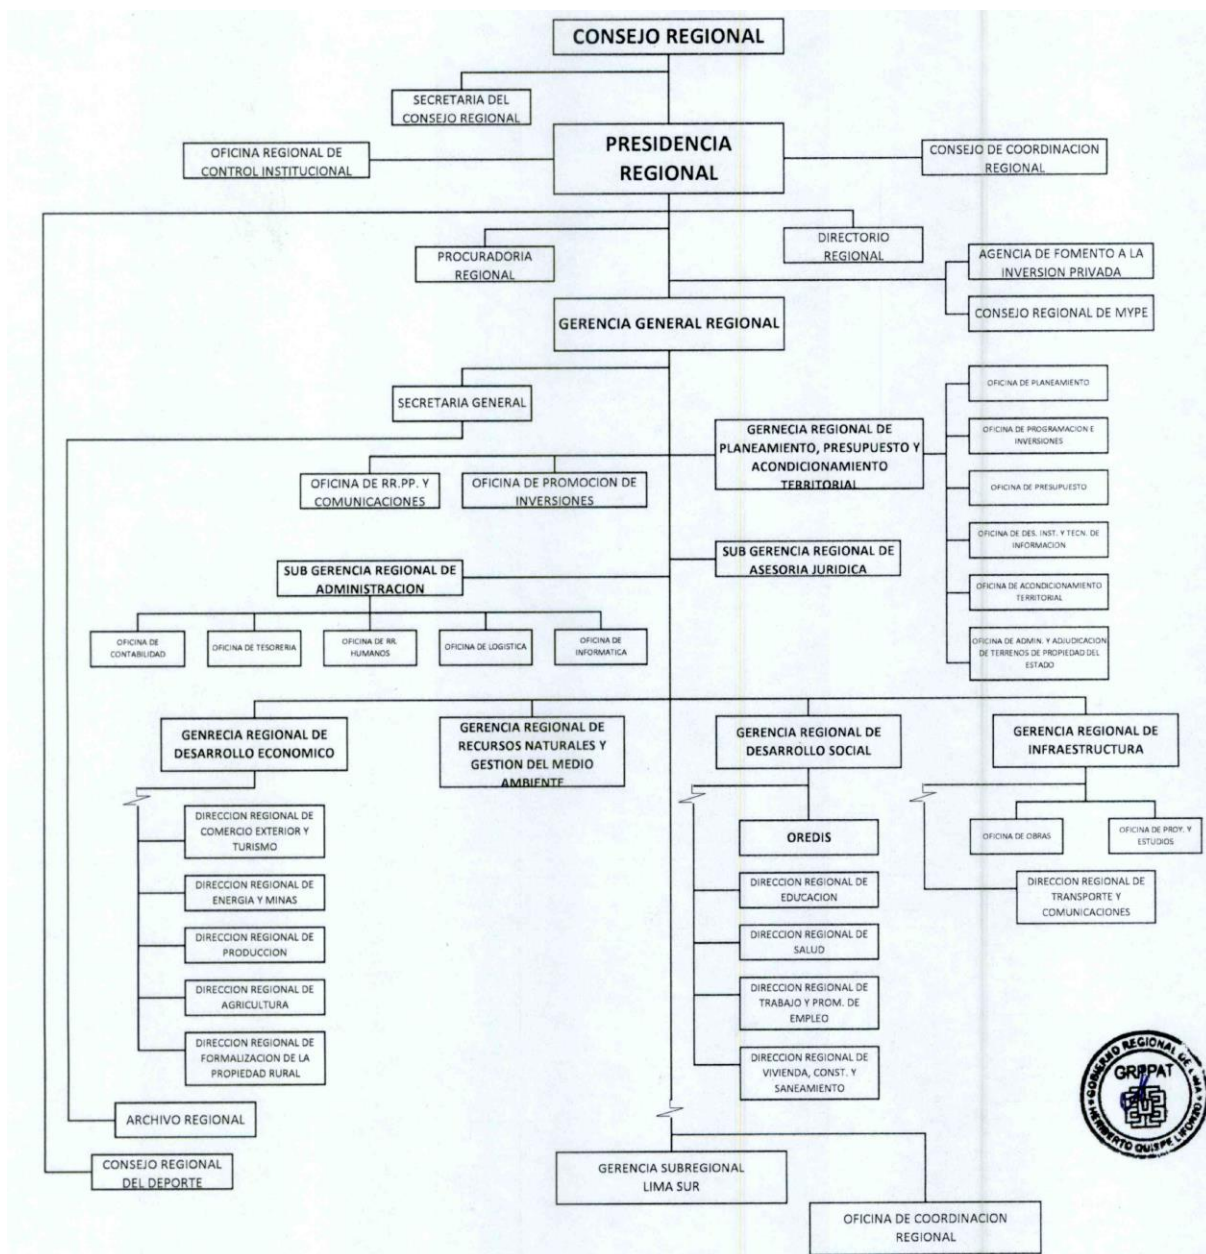 CONSEJO REGIONAL
SECRETARIA DEL
CONSEJO REGIONAL
PRESIDENCIA
REGIONAL
OFICINA REGIONAL DE
CONTROL INSTITUCIONAL
CONSEJO DE COORDINACION
REGIONAL
PROCURADORIA
REGIONAL
DIRECTORIO
REGIONAL
AGENCIA DE FOMENTO A LA
INVERSION PRIVADA
CONSEJO REGIONAL DE MYPE
GERENCIA GENERAL REGIONAL
SECRETARIA GENERAL
GERNECIA REGIONAL DE
PLANEAMIENTO, PRESUPUESTO Y
ACONDICIONAMIENTO
TERRITORIAL
OFICINA DE PLANEAMIENTO
OFICINA DE PROGRAMACION E
INVERSIONES
OFICINA DE PRESUPUESTO
OFICINA DE DES. INST. Y TECN. DE
INFORMACION
OFICINA DE ACONDICIONAMIENTO
TERRITORIAL
OFICINA DE ADMIN. Y ADJUDICACION
DE TERRENOS DE PROPIEDAD DEL
ESTADO
OFICINA DE RR.PP. Y
COMUNICACIONES
OFICINA DE PROMOCION DE
INVERSIONES
SUB GERENCIA REGIONAL DE
ASESORIA JURIDICA
SUB GERENCIA REGIONAL DE
ADMINISTRACION
OFICINA DE
CONTABILIDAD
OFICINA DE TESORERIA
OFICINA DE RR.
HUMANOS
OFICINA DE LOGISTICA
OFICINA DE
INFORMATICA
GENRECIA REGIONAL DE
DESARROLLO ECONOMICO
GERENCIA REGIONAL DE
RECURSOS NATURALES Y
GESTION DEL MEDIO
AMBIENTE
GERENCIA REGIONAL DE
DESARROLLO SOCIAL
GERENCIA REGIONAL DE
INFRAESTRUCTURA
DIRECCION REGIONAL DE
COMERCIO EXTERIOR Y
TURISMO
DIRECCION REGIONAL DE
ENERGIA Y MINAS
DIRECCION REGIONAL DE
PRODUCCION
DIRECCION REGIONAL DE
AGRICULTURA
DIRECCION REGIONAL DE
FORMALIZACION DE LA
PROPIEDAD RURAL
OREDIS
DIRECCION REGIONAL DE
EDUCACION
DIRECCION REGIONAL DE
SALUD
DIRECCION REGIONAL DE
TRABAJO Y PROM. DE
EMPLEO
DIRECCION REGIONAL DE
VIVIENDA, CONST. Y
SANEAMIENTO
OFICINA DE OBRAS
OFICINA DE PROY. Y
ESTUDIOS
DIRECCION REGIONAL DE
TRANSPORTE Y
COMUNICACIONES
ARCHIVO REGIONAL
CONSEJO REGIONAL
DEL DEPORTE
GERENCIA SUBREGIONAL
LIMA SUR
OFICINA DE COORDINACION
REGIONAL
GOBIERNO REGIONAL DE LIMA
GRPPAT
HERIBERTO QUISPE